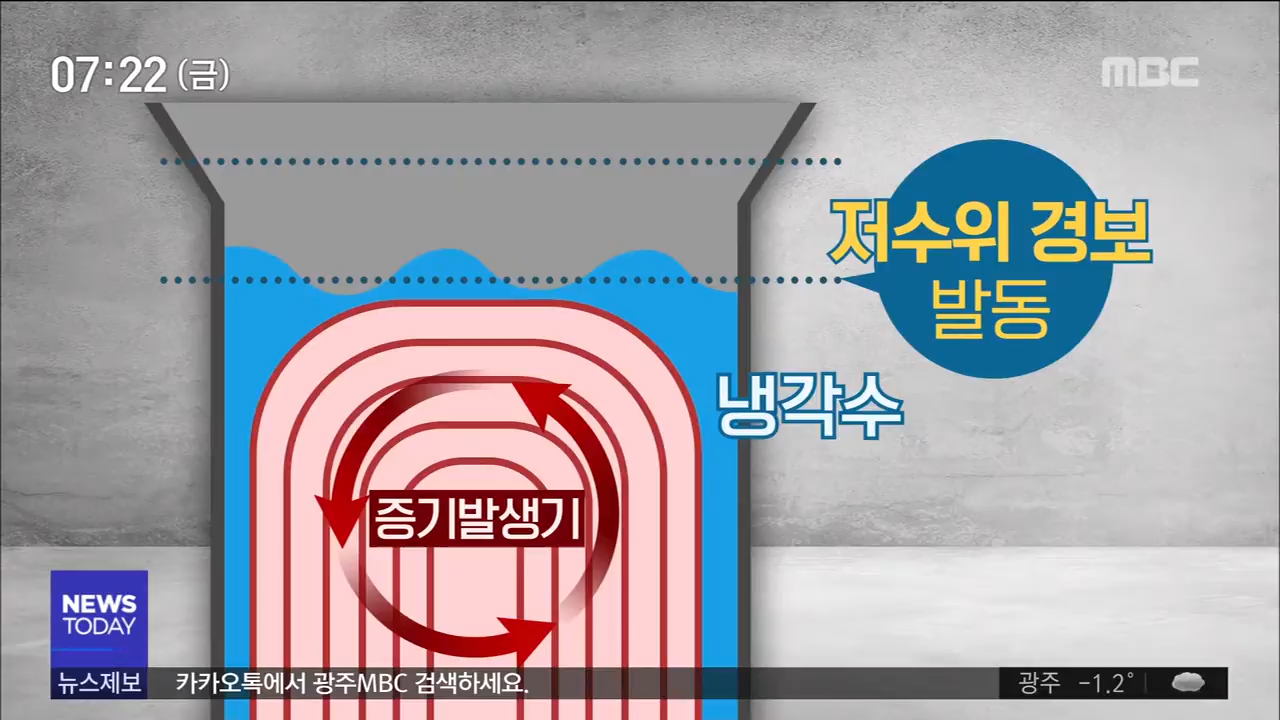 07:22 (금)
MBC
저수위 경보
발동
냉각수
증기발생기
NEWS
TODAY
뉴스제보
카카오톡에서 광주MBC 검색하세요.
광주 -1.2°